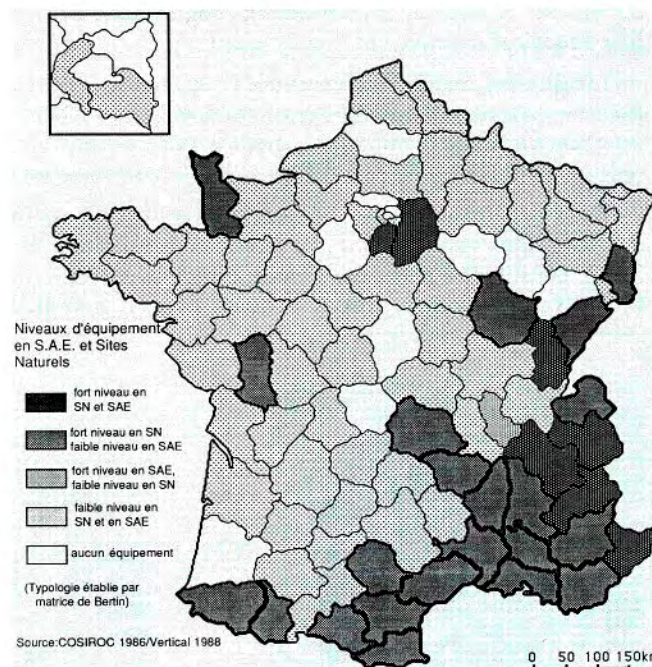 Niveaux d'équipement
en S.A.E. et Sites
Naturels
fort niveau en
SN et SAE
fort niveau en SN
faible niveau en SAE
fort niveau en SAE,
faible niveau en SN
faible niveau en
SN et en SAE
aucun équipement
(Typologie établie par
matrice de Bertin)
Source:COSIROC 1986/Vertical 1988
0 50 100 150km